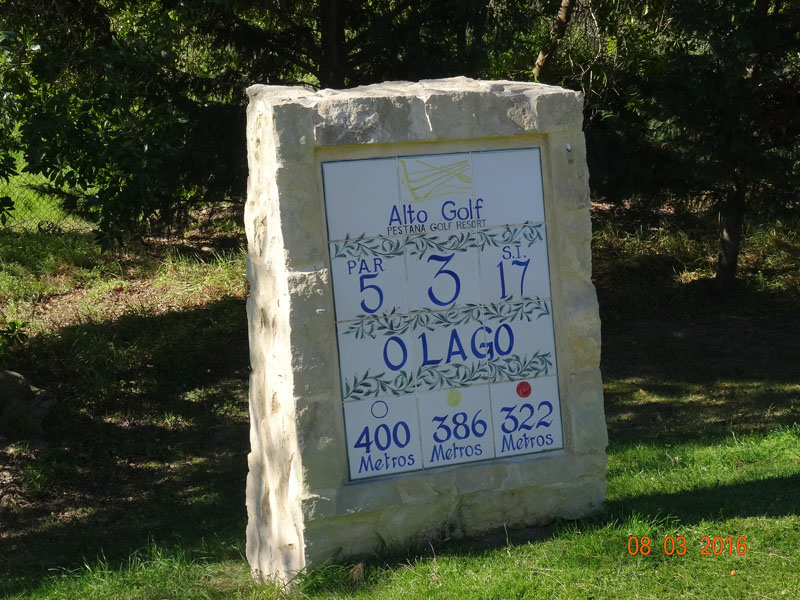 Alto Golf
PESTANA GOLF RESORT
PAR S.I.
5 3 17
O LAGO
400 386 322
Metros Metros Metros
08 03 2016